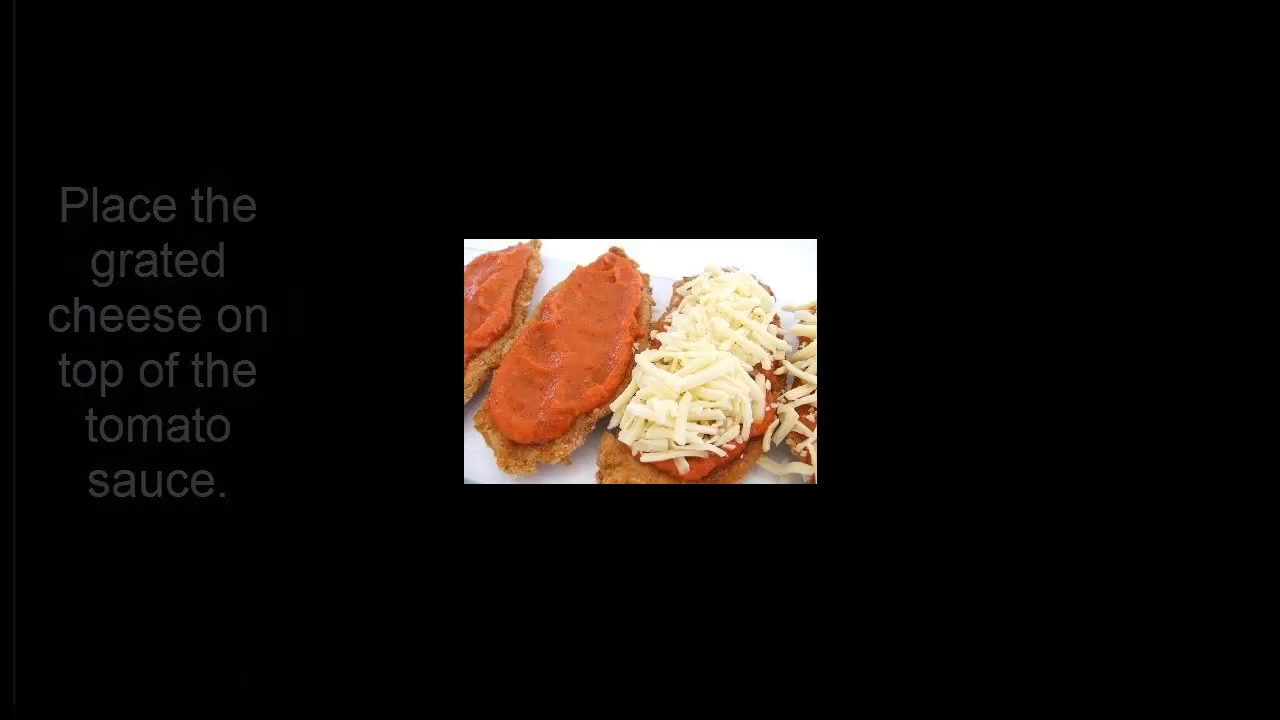 Place the
grated
cheese on
top of the
tomato
sauce.